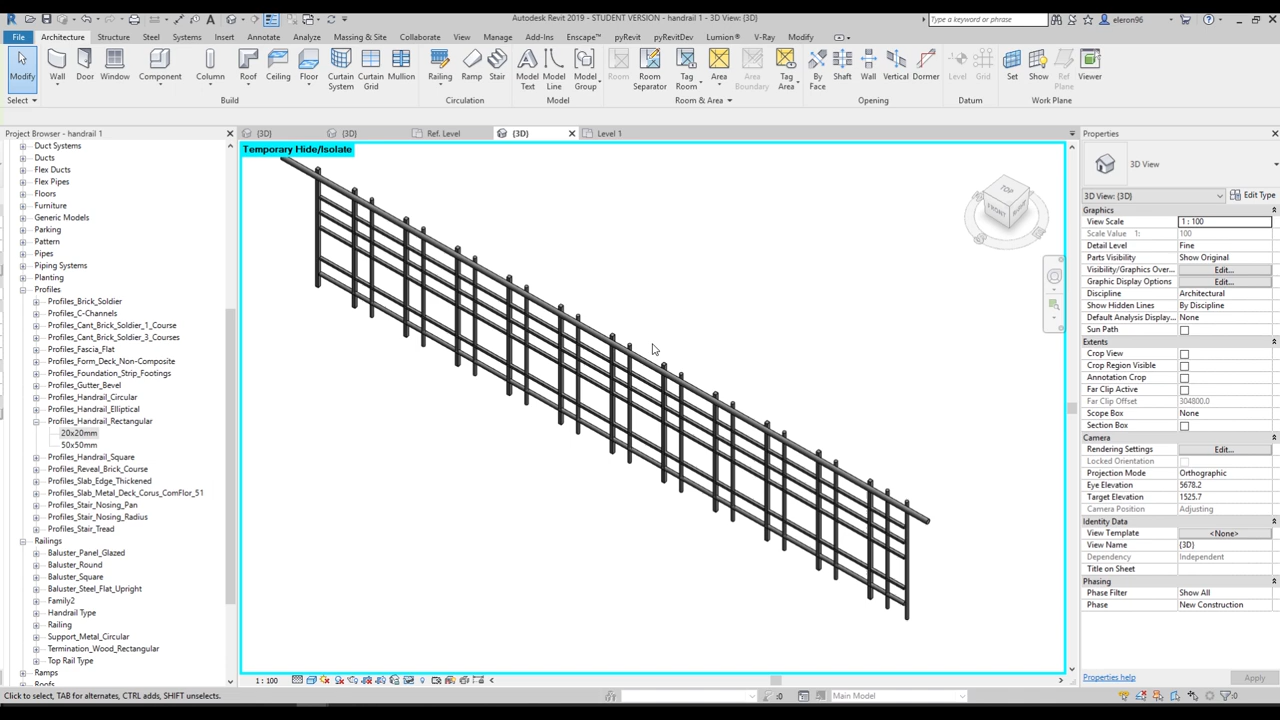 Autodesk Revit 2019 - STUDENT VERSION - handrail 1 - 3D View: {3D}
Type a keyword or phrase
eleron96
File Architecture Structure Steel Systems Insert Annotate Analyze Massing & Site Collaborate View Manage Add-Ins Enscape™ pyRevit pyRevitDev Lumion® V-Ray Modify
Modify Wall Door Window Component Column Roof Ceiling Floor Curtain System Curtain Grid Mullion Railing Ramp Stair Model Text Model Line Model Group Room Room Separator Tag Room Area Area Boundary Tag Area By Face Shaft Wall Vertical Dormer Level Grid Set Show Ref Plane Viewer
Select Build Circulation Model Room & Area Opening Datum Work Plane
Project Browser - handrail 1
{3D} {3D} Ref. Level {3D} Level 1
Properties
Temporary Hide/Isolate
TOP
FRONT
Duct Systems
Ducts
Flex Ducts
Flex Pipes
Floors
Furniture
Generic Models
Parking
Pattern
Pipes
Piping Systems
Planting
Profiles
Profiles_Brick_Soldier
Profiles_C-Channels
Profiles_Cant_Brick_Soldier_1_Course
Profiles_Cant_Brick_Soldier_3_Courses
Profiles_Fascia_Flat
Profiles_Form_Deck_Non-Composite
Profiles_Foundation_Strip_Footings
Profiles_Gutter_Bevel
Profiles_Handrail_Circular
Profiles_Handrail_Elliptical
Profiles_Handrail_Rectangular
20x20mm
50x50mm
Profiles_Handrail_Square
Profiles_Reveal_Brick_Course
Profiles_Slab_Edge_Thickened
Profiles_Slab_Metal_Deck_Corus_ComFlor_51
Profiles_Stair_Nosing_Pan
Profiles_Stair_Nosing_Radius
Profiles_Stair_Tread
Railings
Baluster_Panel_Glazed
Baluster_Round
Baluster_Square
Baluster_Steel_Flat_Upright
Family2
Handrail Type
Railing
Support_Metal_Circular
Termination_Wood_Rectangular
Top Rail Type
Ramps
Roofs
3D View
3D View: {3D} Edit Type
Graphics
View Scale 1 : 100
Scale Value 1: 100
Detail Level Fine
Parts Visibility Show Original
Visibility/Graphics Over... Edit...
Graphic Display Options Edit...
Discipline Architectural
Show Hidden Lines By Discipline
Default Analysis Display... None
Sun Path
Extents
Crop View
Crop Region Visible
Annotation Crop
Far Clip Active
Far Clip Offset 304800.0
Scope Box None
Section Box
Camera
Rendering Settings Edit...
Locked Orientation
Projection Mode Orthographic
Eye Elevation 5678.2
Target Elevation 1525.7
Camera Position Adjusting
Identity Data
View Template <None>
View Name {3D}
Dependency Independent
Title on Sheet
Phasing
Phase Filter Show All
Phase New Construction
Properties help Apply
1 : 100
Click to select, TAB for alternates, CTRL adds, SHIFT unselects. :0 Main Model :0